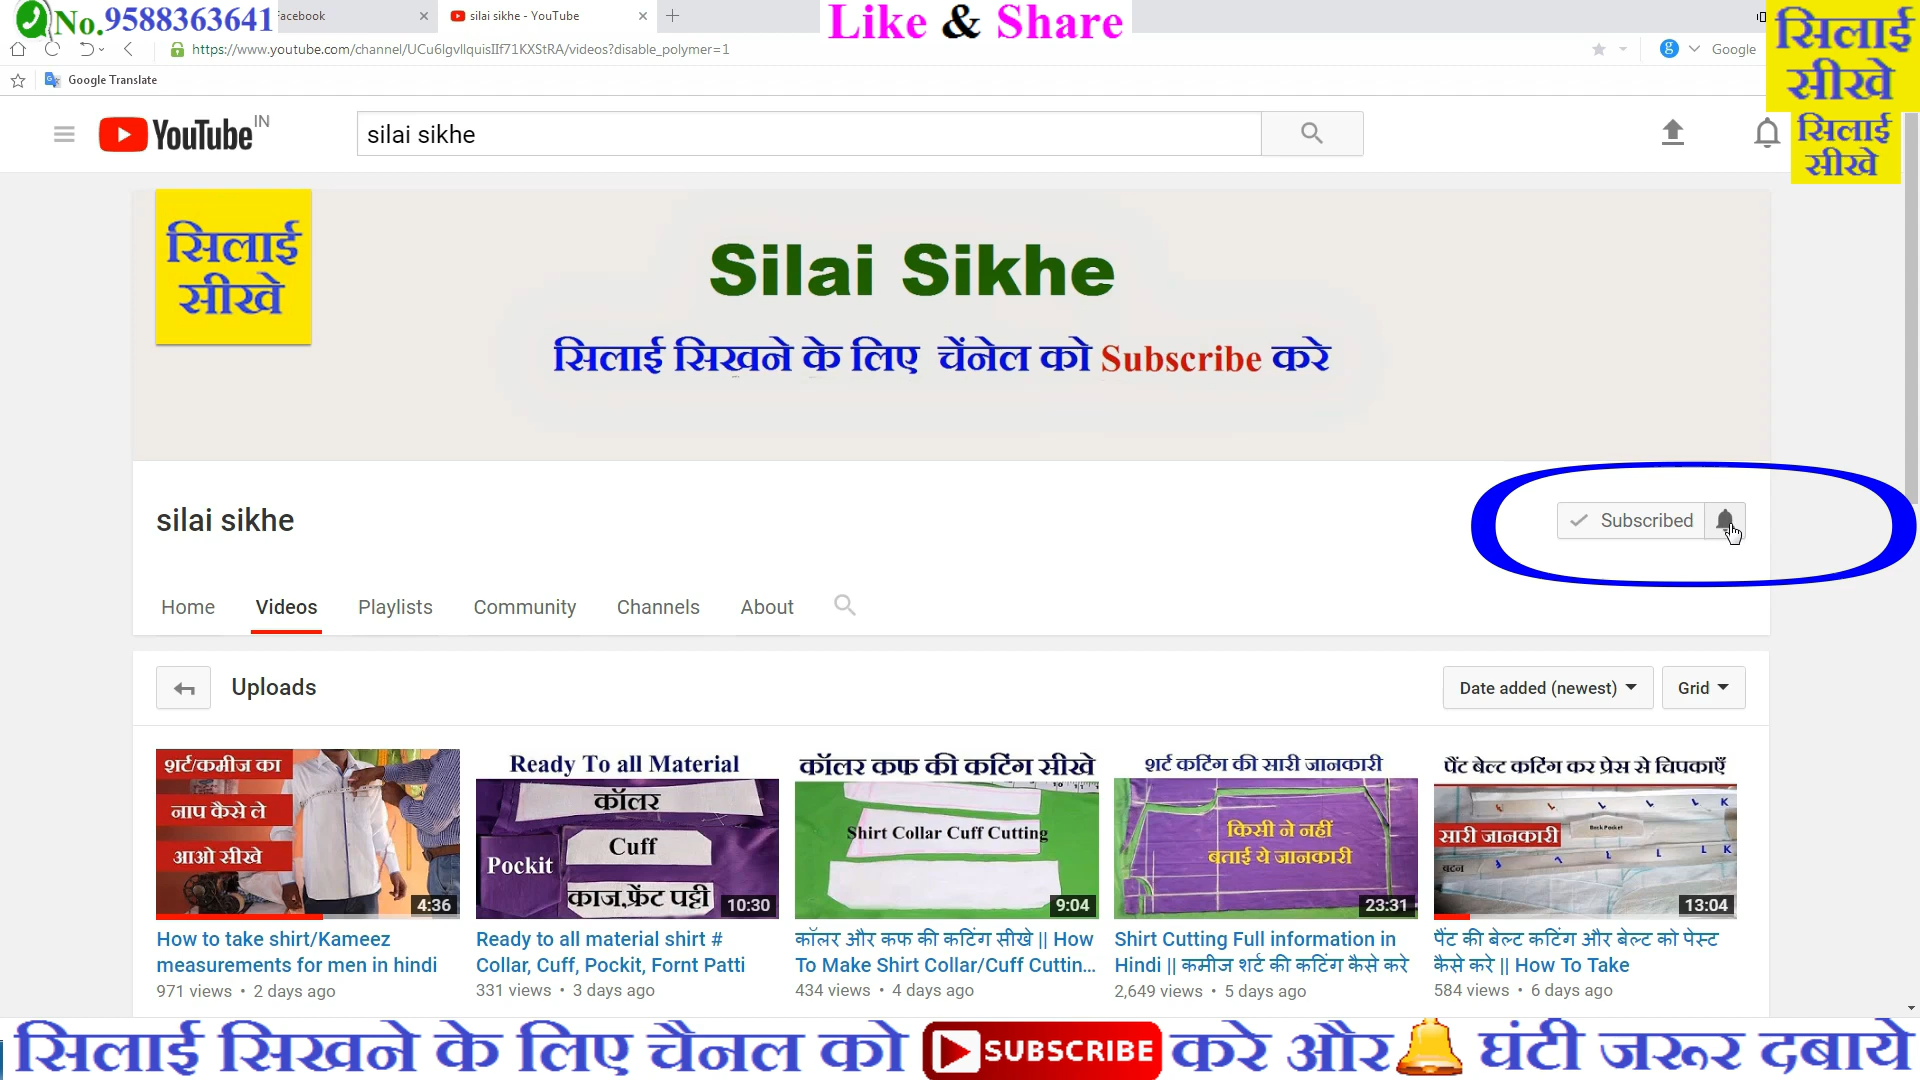 No.9588363641
acebook
silai sikhe - YouTube
Like & Share
https://www.youtube.com/channel/UCu6lgvllquisIIf71KXStRA/videos?disable_polymer=1
Google
Google Translate
सिलाई
सीखे
YouTube IN
silai sikhe
सिलाई
सीखे
सिलाई
सीखे
Silai Sikhe
सिलाई सिखने के लिए चेंनेल को Subscribe करे
silai sikhe
Subscribed
Home
Videos
Playlists
Community
Channels
About
Uploads
Date added (newest)
Grid
शर्ट/कमीज का
नाप कैसे ले
आओ सीखे
4:36
Ready To all Material
कॉलर
Cuff
Pockit
काज,फ्रेंट पट्टी
10:30
कॉलर कफ की कटिंग सीखे
Shirt Collar Cuff Cutting
9:04
शर्ट कटिंग की सारी जानकारी
किसी ने नहीं
बताई ये जानकारी
23:31
पैंट बेल्ट कटिंग कर प्रेस से चिपकाएँ
सारी जानकारी
Back Pocket
बटन
13:04
How to take shirt/Kameez
measurements for men in hindi
971 views • 2 days ago
Ready to all material shirt #
Collar, Cuff, Pockit, Fornt Patti
331 views • 3 days ago
कॉलर और कफ की कटिंग सीखे || How
To Make Shirt Collar/Cuff Cuttin...
434 views • 4 days ago
Shirt Cutting Full information in
Hindi || कमीज शर्ट की कटिंग कैसे करे
2,649 views • 5 days ago
पैंट की बेल्ट कटिंग और बेल्ट को पेस्ट
कैसे करे || How To Take
584 views • 6 days ago
सिलाई सिखने के लिए चैनल को SUBSCRIBE करे और घंटी जरूर दबाये